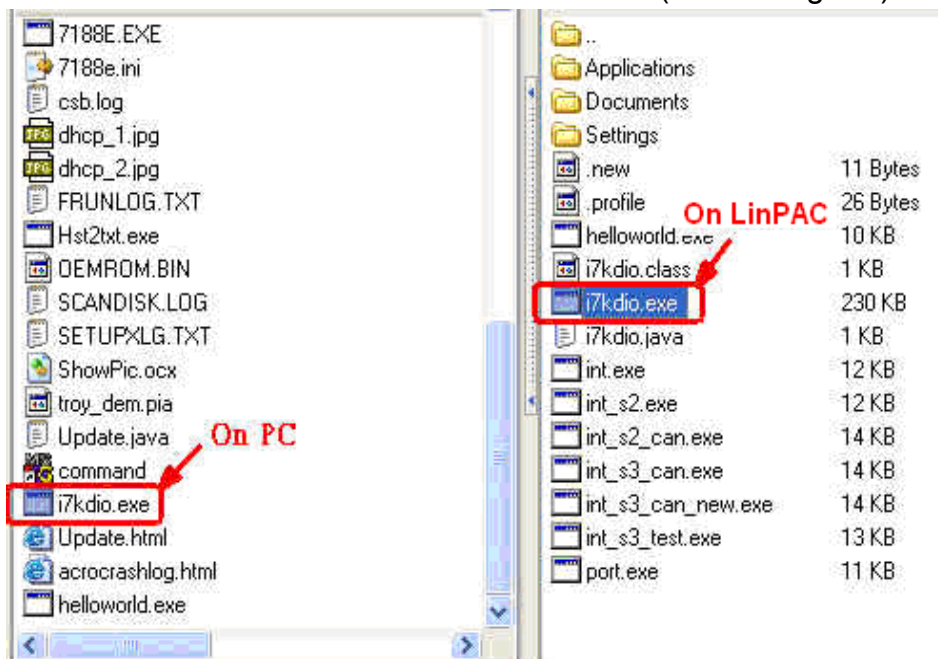 7188E.EXE
7188e.ini
csb.log
dhcp_1.jpg
dhcp_2.jpg
FRUNLOG.TXT
Hst2txt.exe
OEMROM.BIN
SCANDISK.LOG
SETUPXLG.TXT
ShowPic.ocx
troy_dem.pia
Update.java
On PC
command
i7kdio.exe
Update.html
acrocrashlog.html
helloworld.exe
..
Applications
Documents
Settings
.new 11 Bytes
.profile 26 Bytes
On LinPAC
helloworld.exe 10 KB
i7kdio.class 1 KB
i7kdio.exe 230 KB
i7kdio.java 1 KB
int.exe 12 KB
int_s2.exe 12 KB
int_s2_can.exe 14 KB
int_s3_can.exe 14 KB
int_s3_can_new.exe 14 KB
int_s3_test.exe 13 KB
port.exe 11 KB